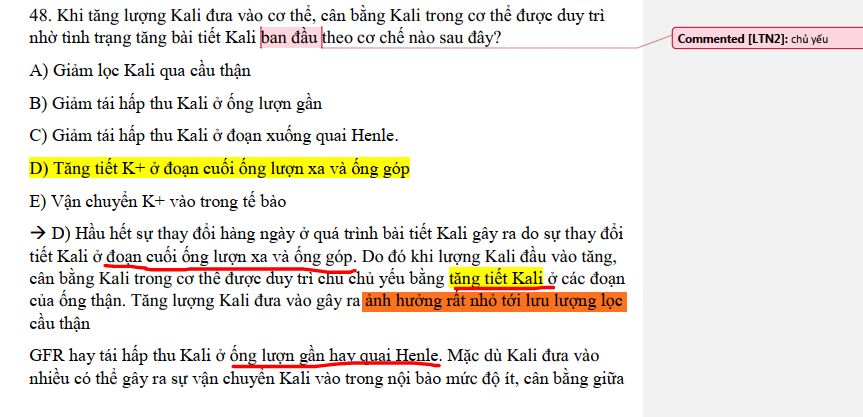 48. Khi tăng lượng Kali đưa vào cơ thể, cân bằng Kali trong cơ thể được duy trì
nhờ tình trạng tăng bài tiết Kali ban đầu theo cơ chế nào sau đây?
Commented [LTN2]: chủ yếu
A) Giảm lọc Kali qua cầu thận
B) Giảm tái hấp thu Kali ở ống lượn gần
C) Giảm tái hấp thu Kali ở đoạn xuống quai Henle.
D) Tăng tiết K+ ở đoạn cuối ống lượn xa và ống góp
E) Vận chuyển K+ vào trong tế bào
→ D) Hầu hết sự thay đổi hàng ngày ở quá trình bài tiết Kali gây ra do sự thay đổi
tiết Kali ở đoạn cuối ống lượn xa và ống góp. Do đó khi lượng Kali đầu vào tăng,
cân bằng Kali trong cơ thể được duy trì chủ chủ yếu bằng tăng tiết Kali ở các đoạn
của ống thận. Tăng lượng Kali đưa vào gây ra ảnh hưởng rất nhỏ tới lưu lượng lọc
cầu thận
GFR hay tái hấp thu Kali ở ống lượn gần hay quai Henle. Mặc dù Kali đưa vào
nhiều có thể gây ra sự vận chuyển Kali vào trong nội bào mức độ ít, cân bằng giữa